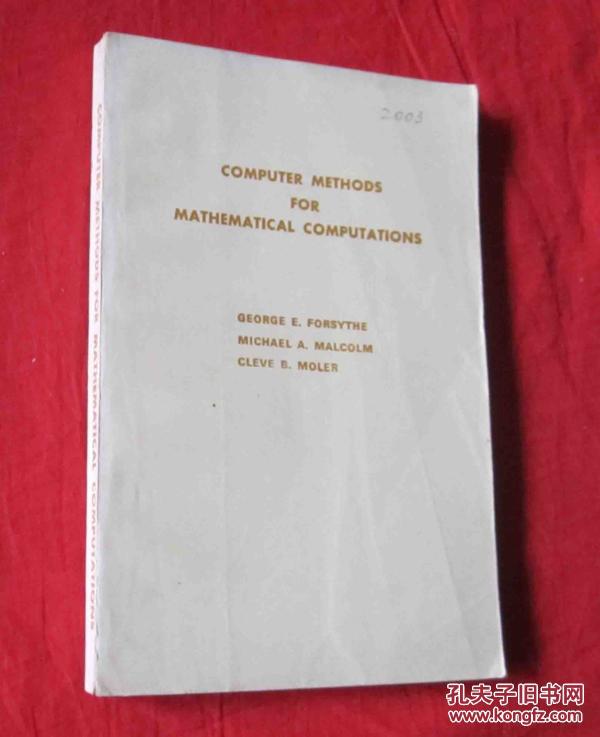 2003
COMPUTER METHODS
FOR
MATHEMATICAL COMPUTATIONS
GEORGE E. FORSYTHE
MICHAEL A. MALCOLM
CLEVE B. MOLER
COMPUTER METHODS FOR MATHEMATICAL COMPUTATIONS
孔夫子旧书网
www.kongfz.com